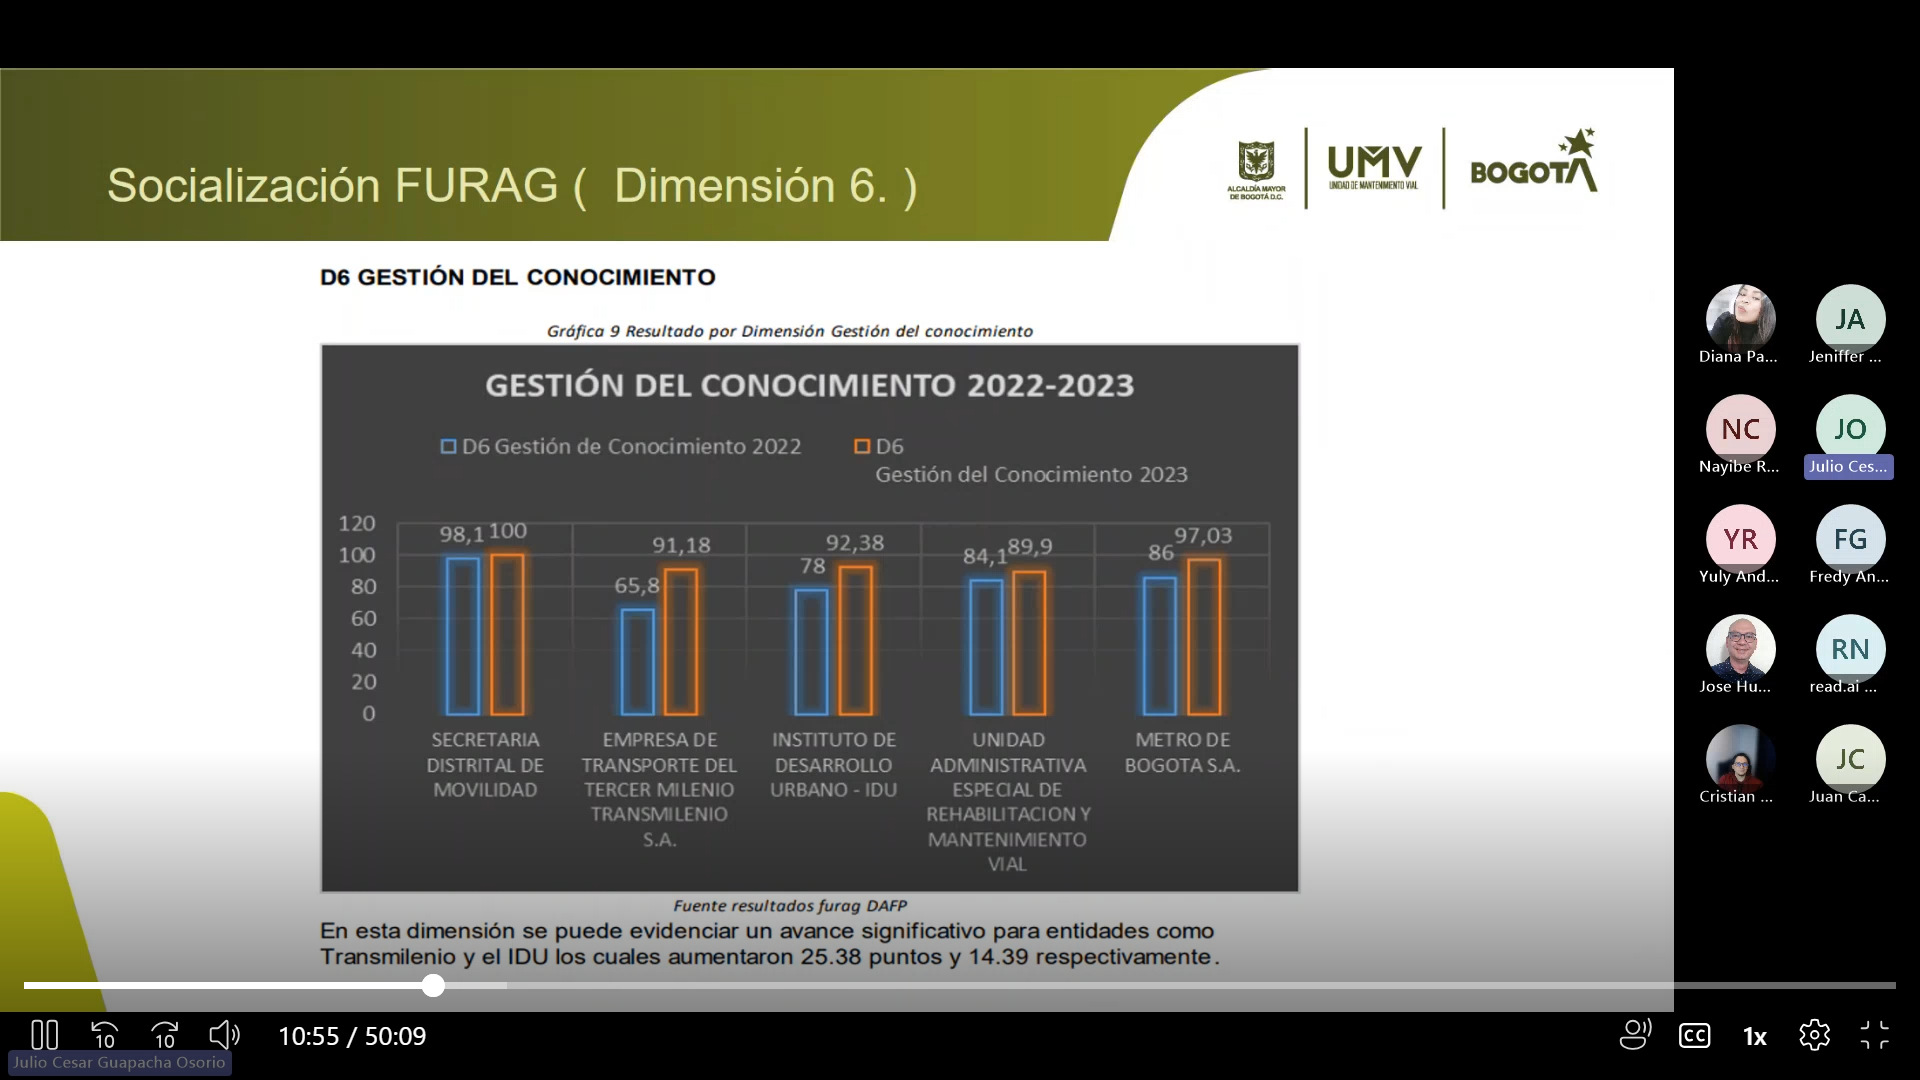 Socialización FURAG (  Dimensión 6. )
ALCALDÍA MAYOR
DE BOGOTÁ D.C.
UMV
UNIDAD DE MANTENIMIENTO VIAL
BOGOTÁ
D6 GESTIÓN DEL CONOCIMIENTO
Gráfica 9 Resultado por Dimensión Gestión del conocimiento
GESTIÓN DEL CONOCIMIENTO 2022-2023
D6 Gestión de Conocimiento 2022
D6
Gestión del Conocimiento 2023
120
100
80
60
40
20
0
98,1 100
65,8 91,18
78 92,38
84,1 89,9
86 97,03
SECRETARIA
DISTRITAL DE
MOVILIDAD
EMPRESA DE
TRANSPORTE DEL
TERCER MILENIO
TRANSMILENIO
S.A.
INSTITUTO DE
DESARROLLO
URBANO - IDU
UNIDAD
ADMINISTRATIVA
ESPECIAL DE
REHABILITACION Y
MANTENIMIENTO
VIAL
METRO DE
BOGOTA S.A.
Fuente resultados furag DAFP
En esta dimensión se puede evidenciar un avance significativo para entidades como
Transmilenio y el IDU los cuales aumentaron 25.38 puntos y 14.39 respectivamente.
Diana Pa...
JA
Jeniffer ...
NC
Nayibe R...
JO
Julio Ces...
YR
Yuly And...
FG
Fredy An...
Jose Hu...
RN
read.ai ...
Cristian ...
JC
Juan Ca...
10
10
10:55 / 50:09
CC
1x
Julio Cesar Guapacha Osorio